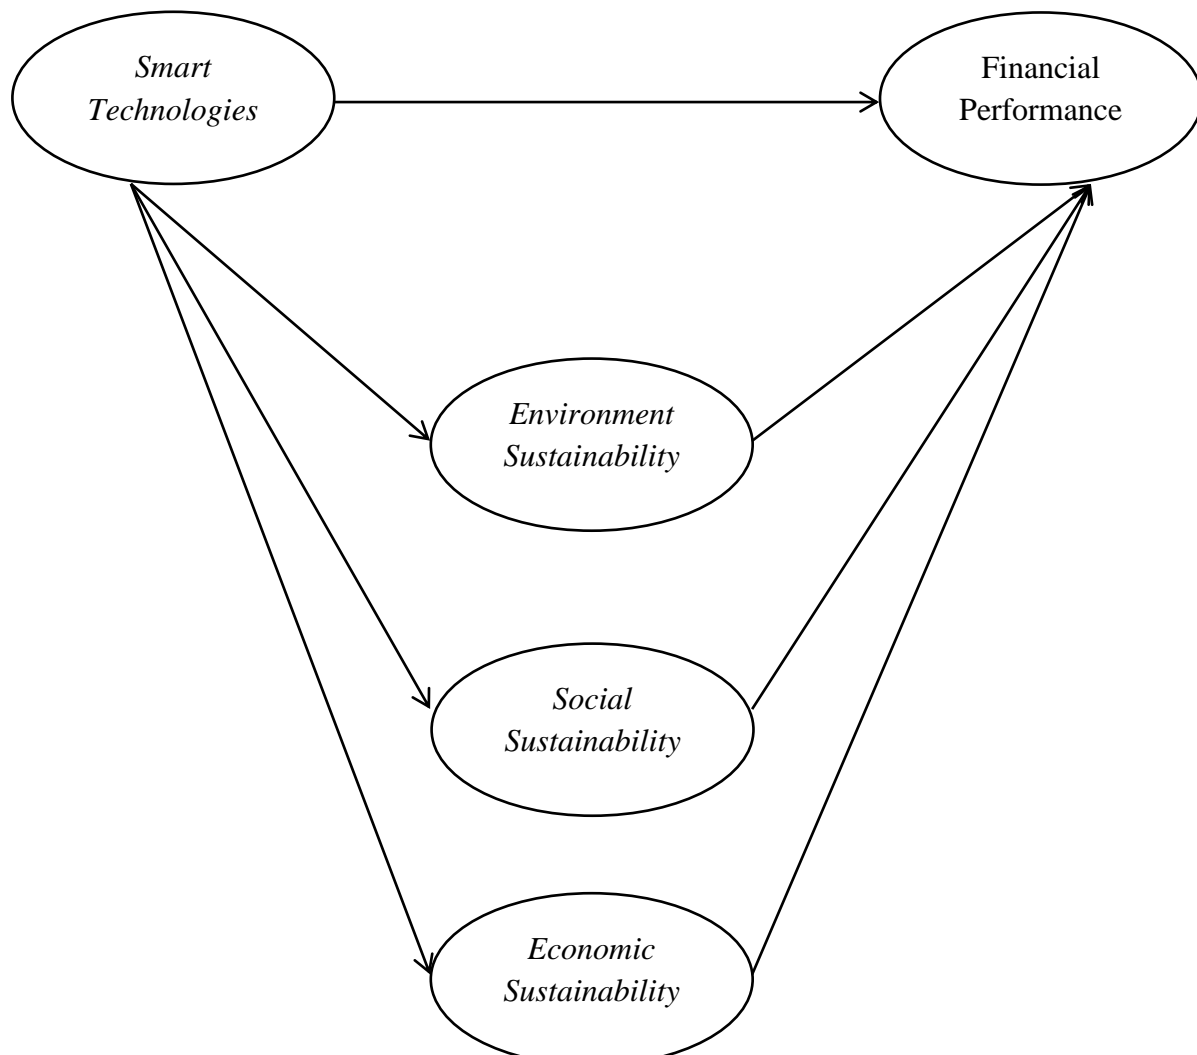 Smart
Technologies
Financial
Performance
Environment
Sustainability
Social
Sustainability
Economic
Sustainability